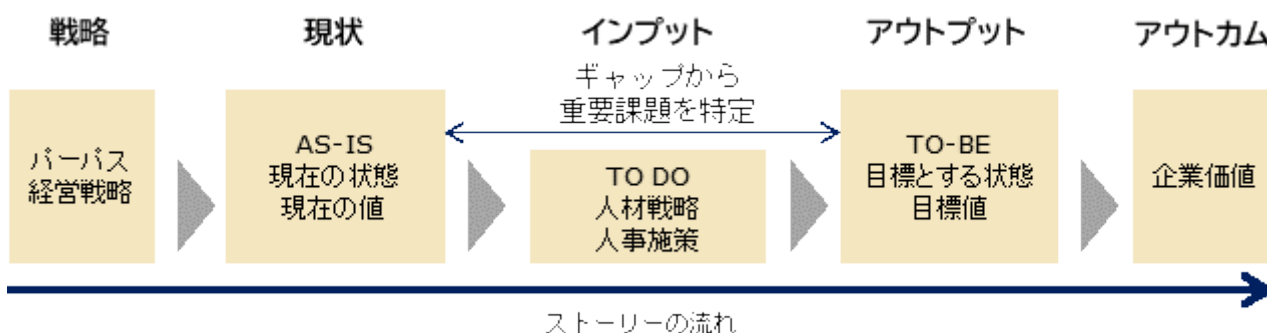 戦略
現状
インプット
アウトプット
アウトカム
ギャップから
重要課題を特定
パーパス
経営戦略
AS-IS
現在の状態
現在の値
TO DO
人材戦略
人事施策
TO-BE
目標とする状態
目標値
企業価値
ストーリーの流れ